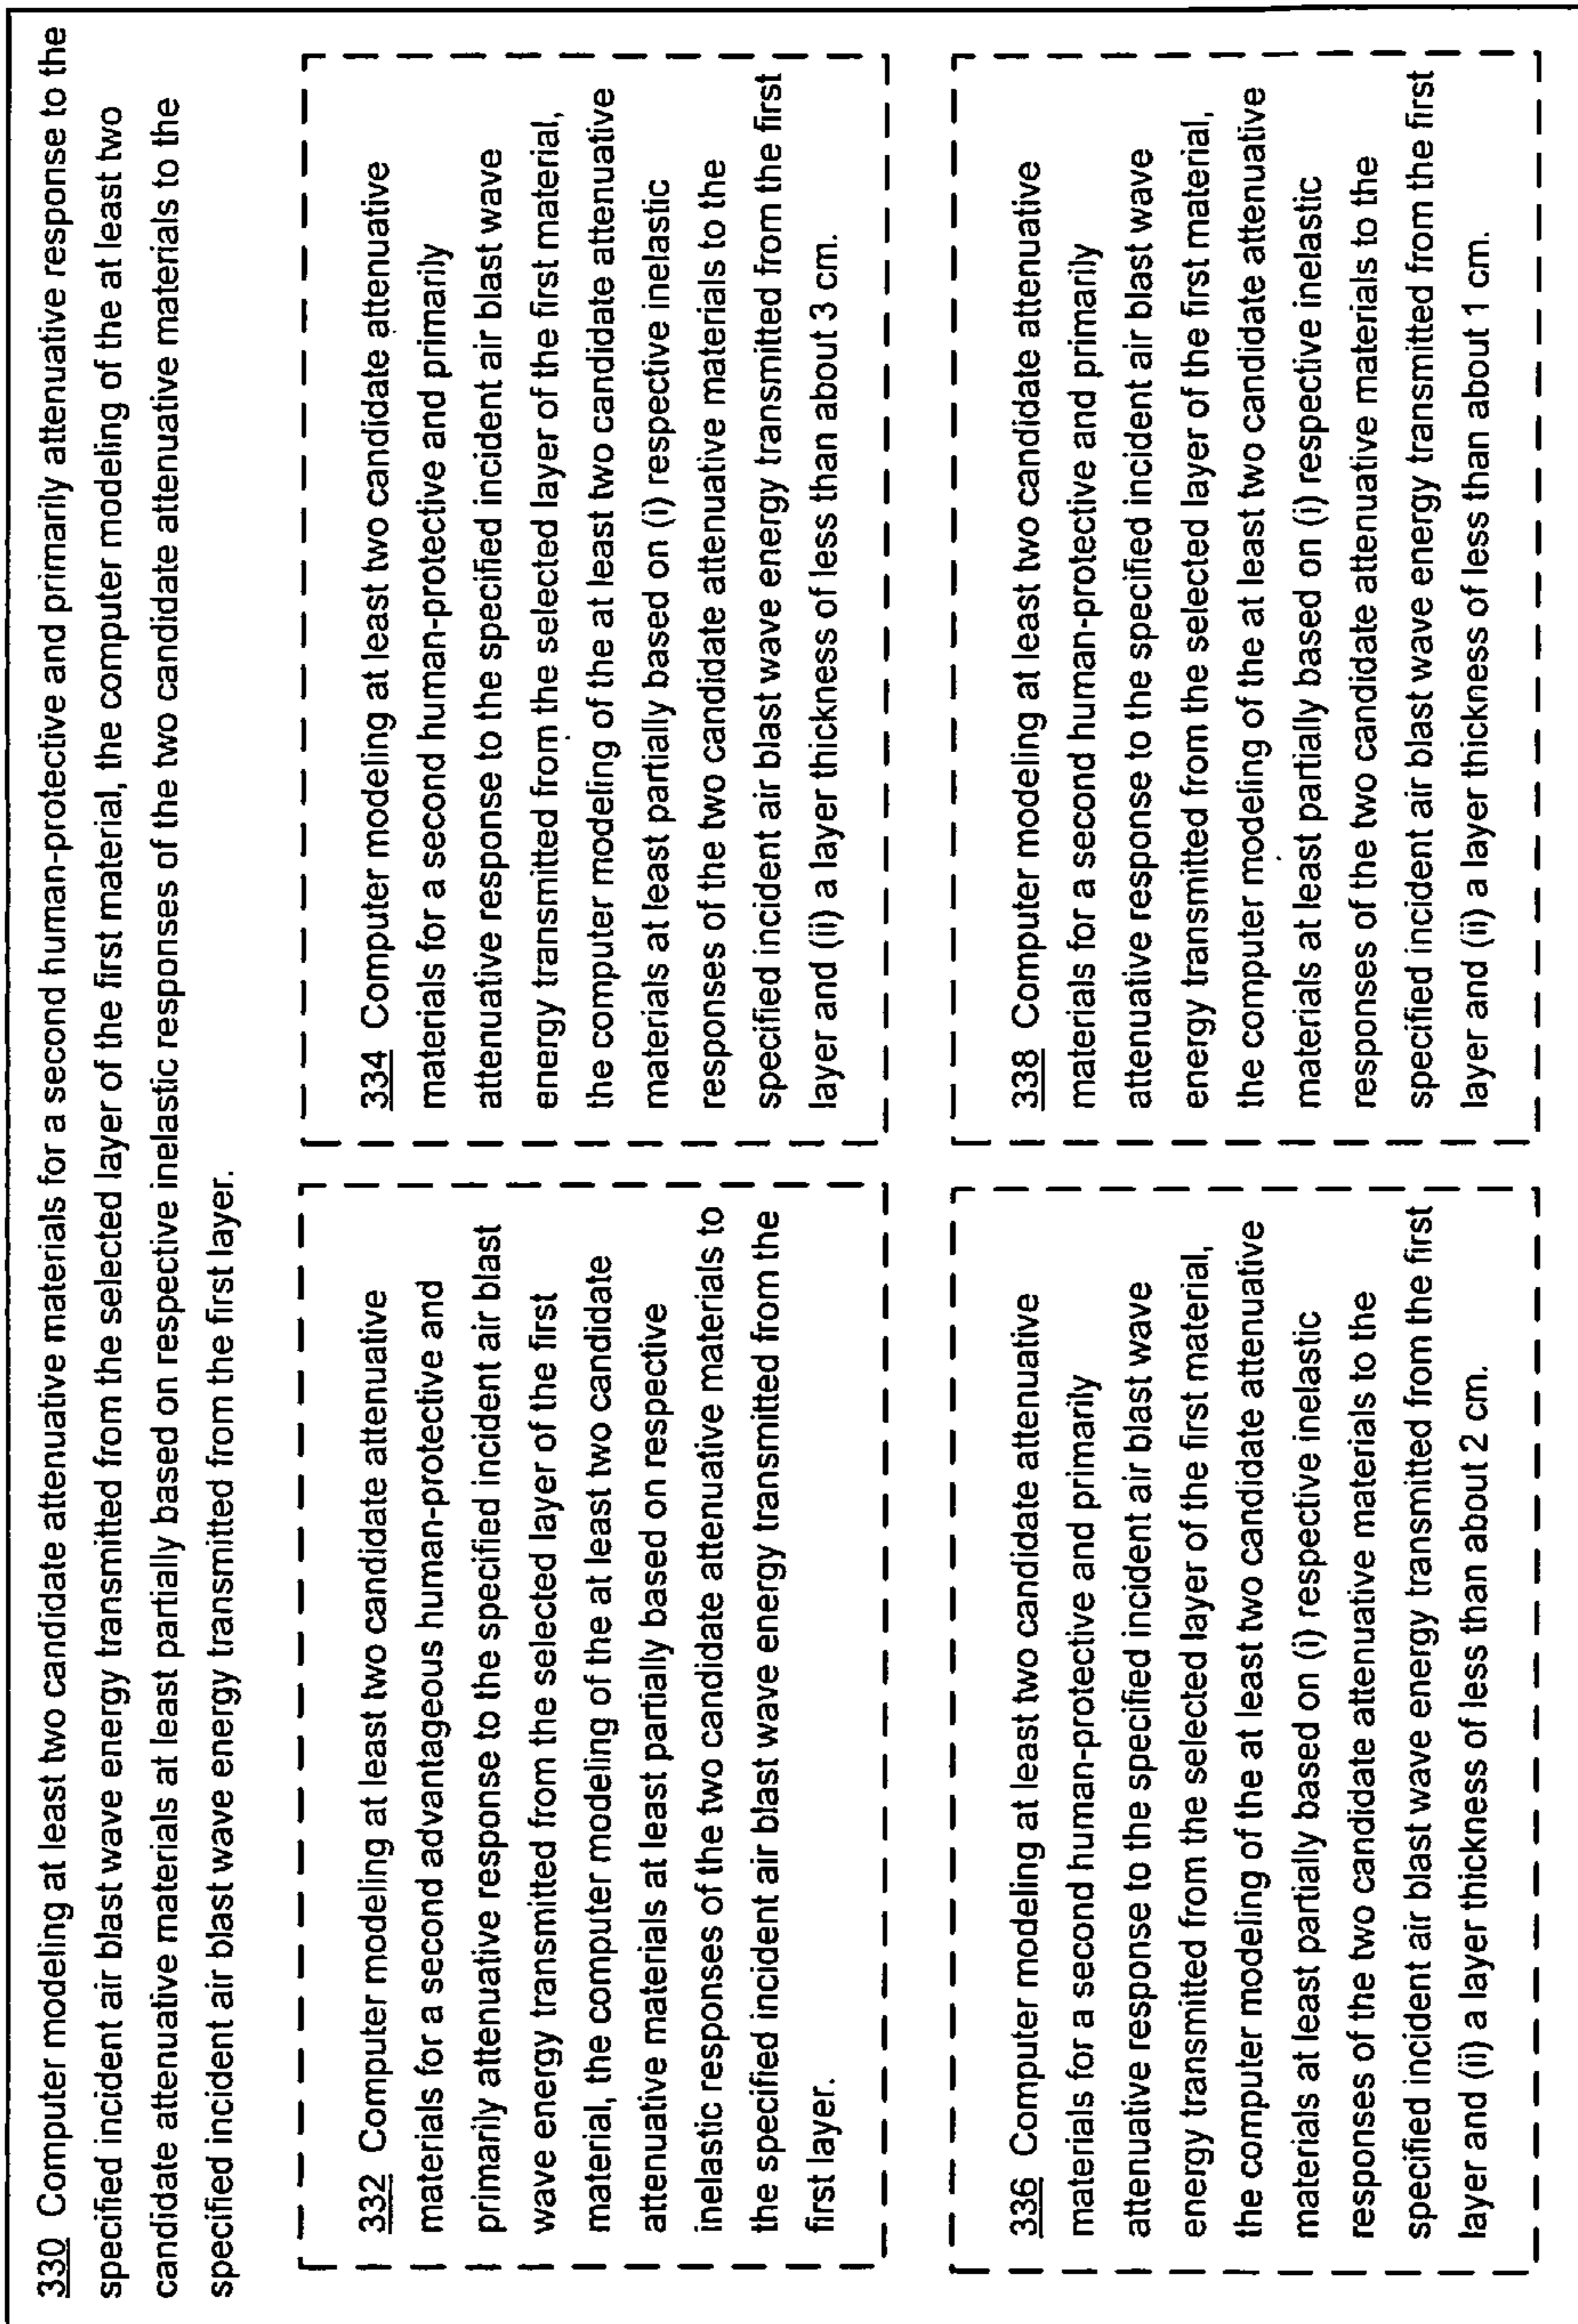 330 Computer modeling at least two candidate attenuative materials for a second human-protective and primarily attenuative response to the
specified incident air blast wave energy transmitted from the selected layer of the first material, the computer modeling of the at least two
candidate attenuative materials at least partially based on respective inelastic responses of the two candidate attenuative materials to the
specified incident air blast wave energy transmitted from the first layer.
332 Computer modeling at least two candidate attenuative
materials for a second advantageous human-protective and
primarily attenuative response to the specified incident air blast
wave energy transmitted from the selected layer of the first
material, the computer modeling of the at least two candidate
attenuative materials at least partially based on respective
inelastic responses of the two candidate attenuative materials to
the specified incident air blast wave energy transmitted from the
first layer.
334 Computer modeling at least two candidate attenuative
materials for a second human-protective and primarily
attenuative response to the specified incident air blast wave
energy transmitted from the selected layer of the first material,
the computer modeling of the at least two candidate attenuative
materials at least partially based on (i) respective inelastic
responses of the two candidate attenuative materials to the
specified incident air blast wave energy transmitted from the first
layer and (ii) a layer thickness of less than about 3 cm.
336 Computer modeling at least two candidate attenuative
materials for a second human-protective and primarily
attenuative response to the specified incident air blast wave
energy transmitted from the selected layer of the first material,
the computer modeling of the at least two candidate attenuative
materials at least partially based on (i) respective inelastic
responses of the two candidate attenuative materials to the
specified incident air blast wave energy transmitted from the first
layer and (ii) a layer thickness of less than about 2 cm.
338 Computer modeling at least two candidate attenuative
materials for a second human-protective and primarily
attenuative response to the specified incident air blast wave
energy transmitted from the selected layer of the first material,
the computer modeling of the at least two candidate attenuative
materials at least partially based on (i) respective inelastic
responses of the two candidate attenuative materials to the
specified incident air blast wave energy transmitted from the first
layer and (ii) a layer thickness of less than about 1 cm.